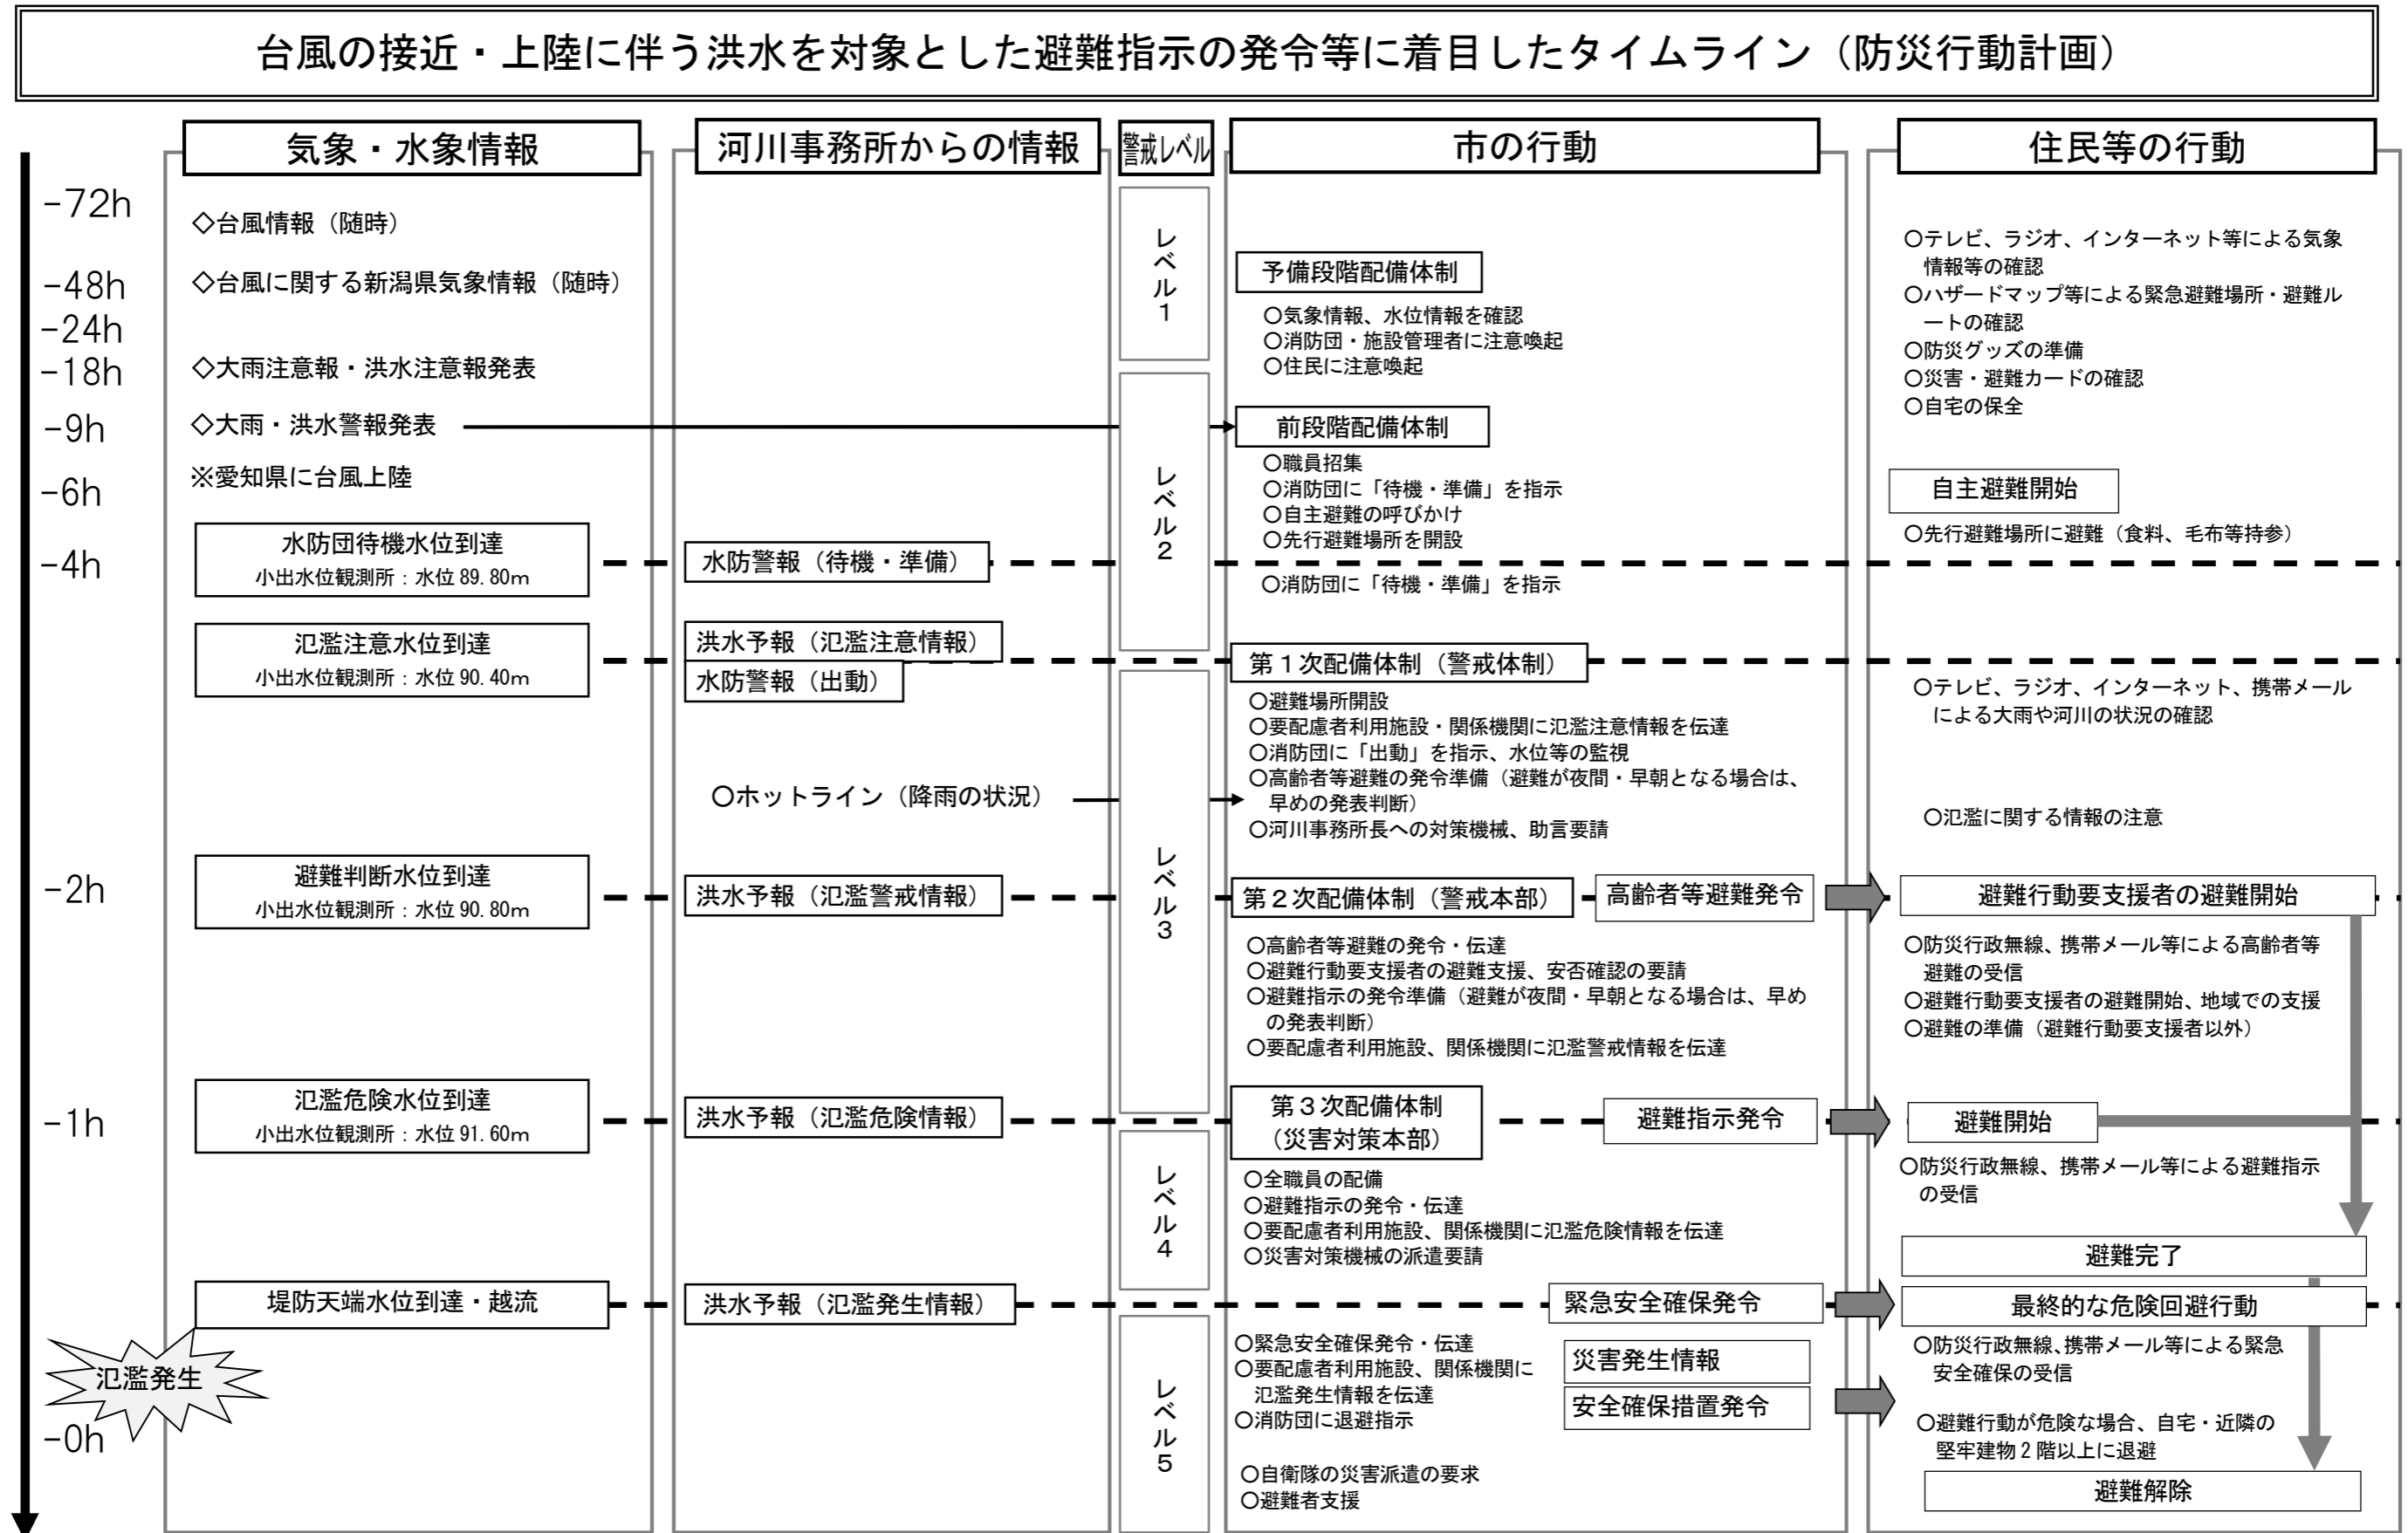 台風の接近・上陸に伴う洪水を対象とした避難指示の発令等に着目したタイムライン（防災行動計画）
気象・水象情報
河川事務所からの情報
警戒レベル
市の行動
住民等の行動
-72h
-48h
-24h
-18h
-9h
-6h
-4h
-2h
-1h
-0h
氾濫発生
◇台風情報（随時）
◇台風に関する新潟県気象情報（随時）
◇大雨注意報・洪水注意報発表
◇大雨・洪水警報発表
※愛知県に台風上陸
水防団待機水位到達
小出水位観測所：水位 89.80m
氾濫注意水位到達
小出水位観測所：水位 90.40m
避難判断水位到達
小出水位観測所：水位 90.80m
氾濫危険水位到達
小出水位観測所：水位 91.60m
堤防天端水位到達・越流
水防警報（待機・準備）
洪水予報（氾濫注意情報）
水防警報（出動）
〇ホットライン（降雨の状況）
洪水予報（氾濫警戒情報）
洪水予報（氾濫危険情報）
洪水予報（氾濫発生情報）
レベル１
レベル２
レベル３
レベル４
レベル５
予備段階配備体制
〇気象情報、水位情報を確認
〇消防団・施設管理者に注意喚起
〇住民に注意喚起
前段階配備体制
〇職員招集
〇消防団に「待機・準備」を指示
〇自主避難の呼びかけ
〇先行避難場所を開設
〇消防団に「待機・準備」を指示
第１次配備体制（警戒体制）
〇避難場所開設
〇要配慮者利用施設・関係機関に氾濫注意情報を伝達
〇消防団に「出動」を指示、水位等の監視
〇高齢者等避難の発令準備（避難が夜間・早朝となる場合は、
早めの発表判断）
〇河川事務所長への対策機械、助言要請
第２次配備体制（警戒本部）
高齢者等避難発令
〇高齢者等避難の発令・伝達
〇避難行動要支援者の避難支援、安否確認の要請
〇避難指示の発令準備（避難が夜間・早朝となる場合は、早め
の発表判断）
〇要配慮者利用施設、関係機関に氾濫警戒情報を伝達
第３次配備体制
（災害対策本部）
避難指示発令
〇全職員の配備
〇避難指示の発令・伝達
〇要配慮者利用施設、関係機関に氾濫危険情報を伝達
〇災害対策機械の派遣要請
緊急安全確保発令
〇緊急安全確保発令・伝達
〇要配慮者利用施設、関係機関に
氾濫発生情報を伝達
〇消防団に退避指示
災害発生情報
安全確保措置発令
〇自衛隊の災害派遣の要求
〇避難者支援
〇テレビ、ラジオ、インターネット等による気象
情報等の確認
〇ハザードマップ等による緊急避難場所・避難ル
ートの確認
〇防災グッズの準備
〇災害・避難カードの確認
〇自宅の保全
自主避難開始
〇先行避難場所に避難（食料、毛布等持参）
〇テレビ、ラジオ、インターネット、携帯メール
による大雨や河川の状況の確認
〇氾濫に関する情報の注意
避難行動要支援者の避難開始
〇防災行政無線、携帯メール等による高齢者等
避難の受信
〇避難行動要支援者の避難開始、地域での支援
〇避難の準備（避難行動要支援者以外）
避難開始
〇防災行政無線、携帯メール等による避難指示
の受信
避難完了
最終的な危険回避行動
〇防災行政無線、携帯メール等による緊急
安全確保の受信
〇避難行動が危険な場合、自宅・近隣の
堅牢建物２階以上に退避
避難解除